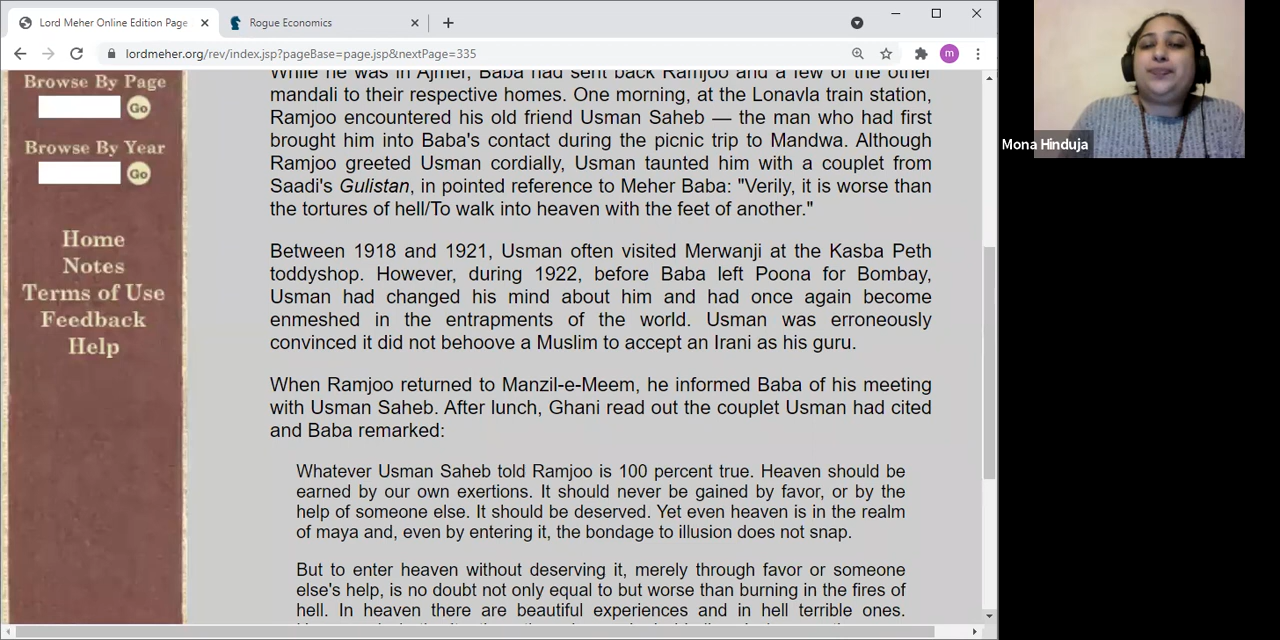 Lord Meher Online Edition Page
Rogue Economics
lordmeher.org/rev/index.jsp?pageBase=page.jsp&nextPage=335
m
Browse By Page
Go
Browse By Year
Go
Home
Notes
Terms of Use
Feedback
Help
While he was in Ajmer, Baba had sent back Ramjoo and a few of the other
mandali to their respective homes. One morning, at the Lonavla train station,
Ramjoo encountered his old friend Usman Saheb — the man who had first
brought him into Baba's contact during the picnic trip to Mandwa. Although
Ramjoo greeted Usman cordially, Usman taunted him with a couplet from
Saadi's Gulistan, in pointed reference to Meher Baba: "Verily, it is worse than
the tortures of hell/To walk into heaven with the feet of another."
Between 1918 and 1921, Usman often visited Merwanji at the Kasba Peth
toddyshop. However, during 1922, before Baba left Poona for Bombay,
Usman had changed his mind about him and had once again become
enmeshed in the entrapments of the world. Usman was erroneously
convinced it did not behoove a Muslim to accept an Irani as his guru.
When Ramjoo returned to Manzil-e-Meem, he informed Baba of his meeting
with Usman Saheb. After lunch, Ghani read out the couplet Usman had cited
and Baba remarked:
Whatever Usman Saheb told Ramjoo is 100 percent true. Heaven should be
earned by our own exertions. It should never be gained by favor, or by the
help of someone else. It should be deserved. Yet even heaven is in the realm
of maya and, even by entering it, the bondage to illusion does not snap.
But to enter heaven without deserving it, merely through favor or someone
else's help, is no doubt not only equal to but worse than burning in the fires of
hell. In heaven there are beautiful experiences and in hell terrible ones.
Mona Hinduja